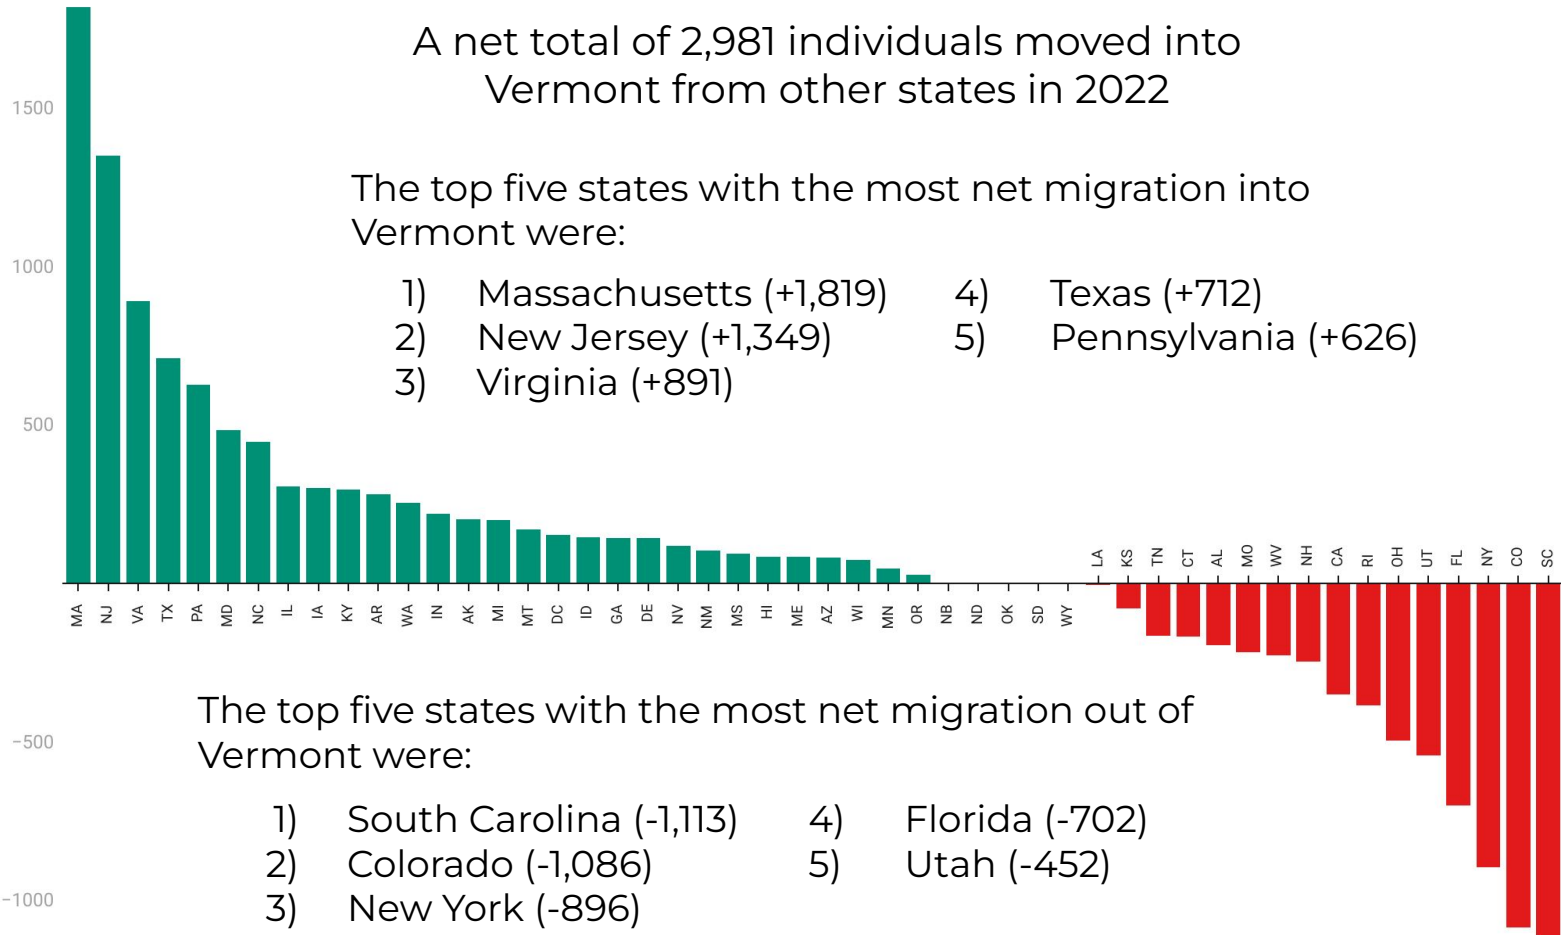 A net total of 2,981 individuals moved into
Vermont from other states in 2022
1500
The top five states with the most net migration into
Vermont were:
1000
1) Massachusetts (+1,819) 4) Texas (+712)
2) New Jersey (+1,349) 5) Pennsylvania (+626)
3) Virginia (+891)
500
LA KS TN CT AL MO WV NH CA RI OH UT FL NY CO SC
MA NJ VA TX PA MD NC IL IA KY AR WA IN AK MI MT DC ID GA DE NV NM MS HI ME AZ WI MN OR NB ND OK SD WY
The top five states with the most net migration out of
Vermont were:
−500
1) South Carolina (-1,113) 4) Florida (-702)
2) Colorado (-1,086) 5) Utah (-452)
3) New York (-896)
−1000